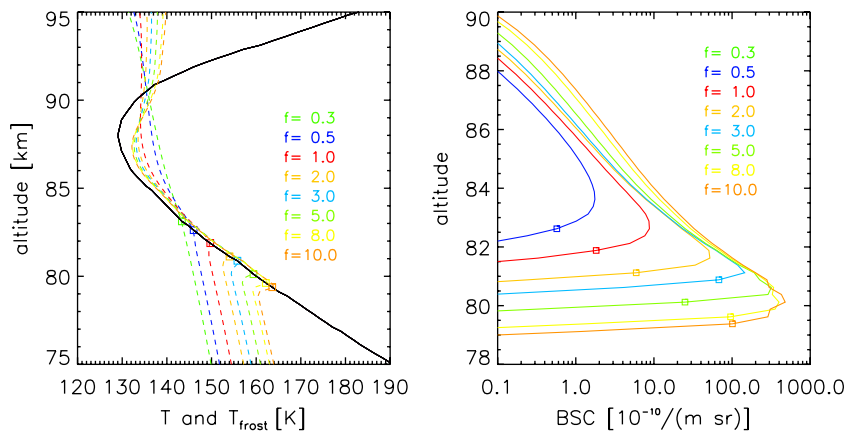 95
90
85
80
75
altitude [km]
f= 0.3
f= 0.5
f= 1.0
f= 2.0
f= 3.0
f= 5.0
f= 8.0
f=10.0
120 130 140 150 160 170 180 190
T and Tfrost [K]
90
88
86
84
82
80
78
altitude
f= 0.3
f= 0.5
f= 1.0
f= 2.0
f= 3.0
f= 5.0
f= 8.0
f=10.0
0.1 1.0 10.0 100.0 1000.0
BSC [10⁻¹⁰/(m sr)]